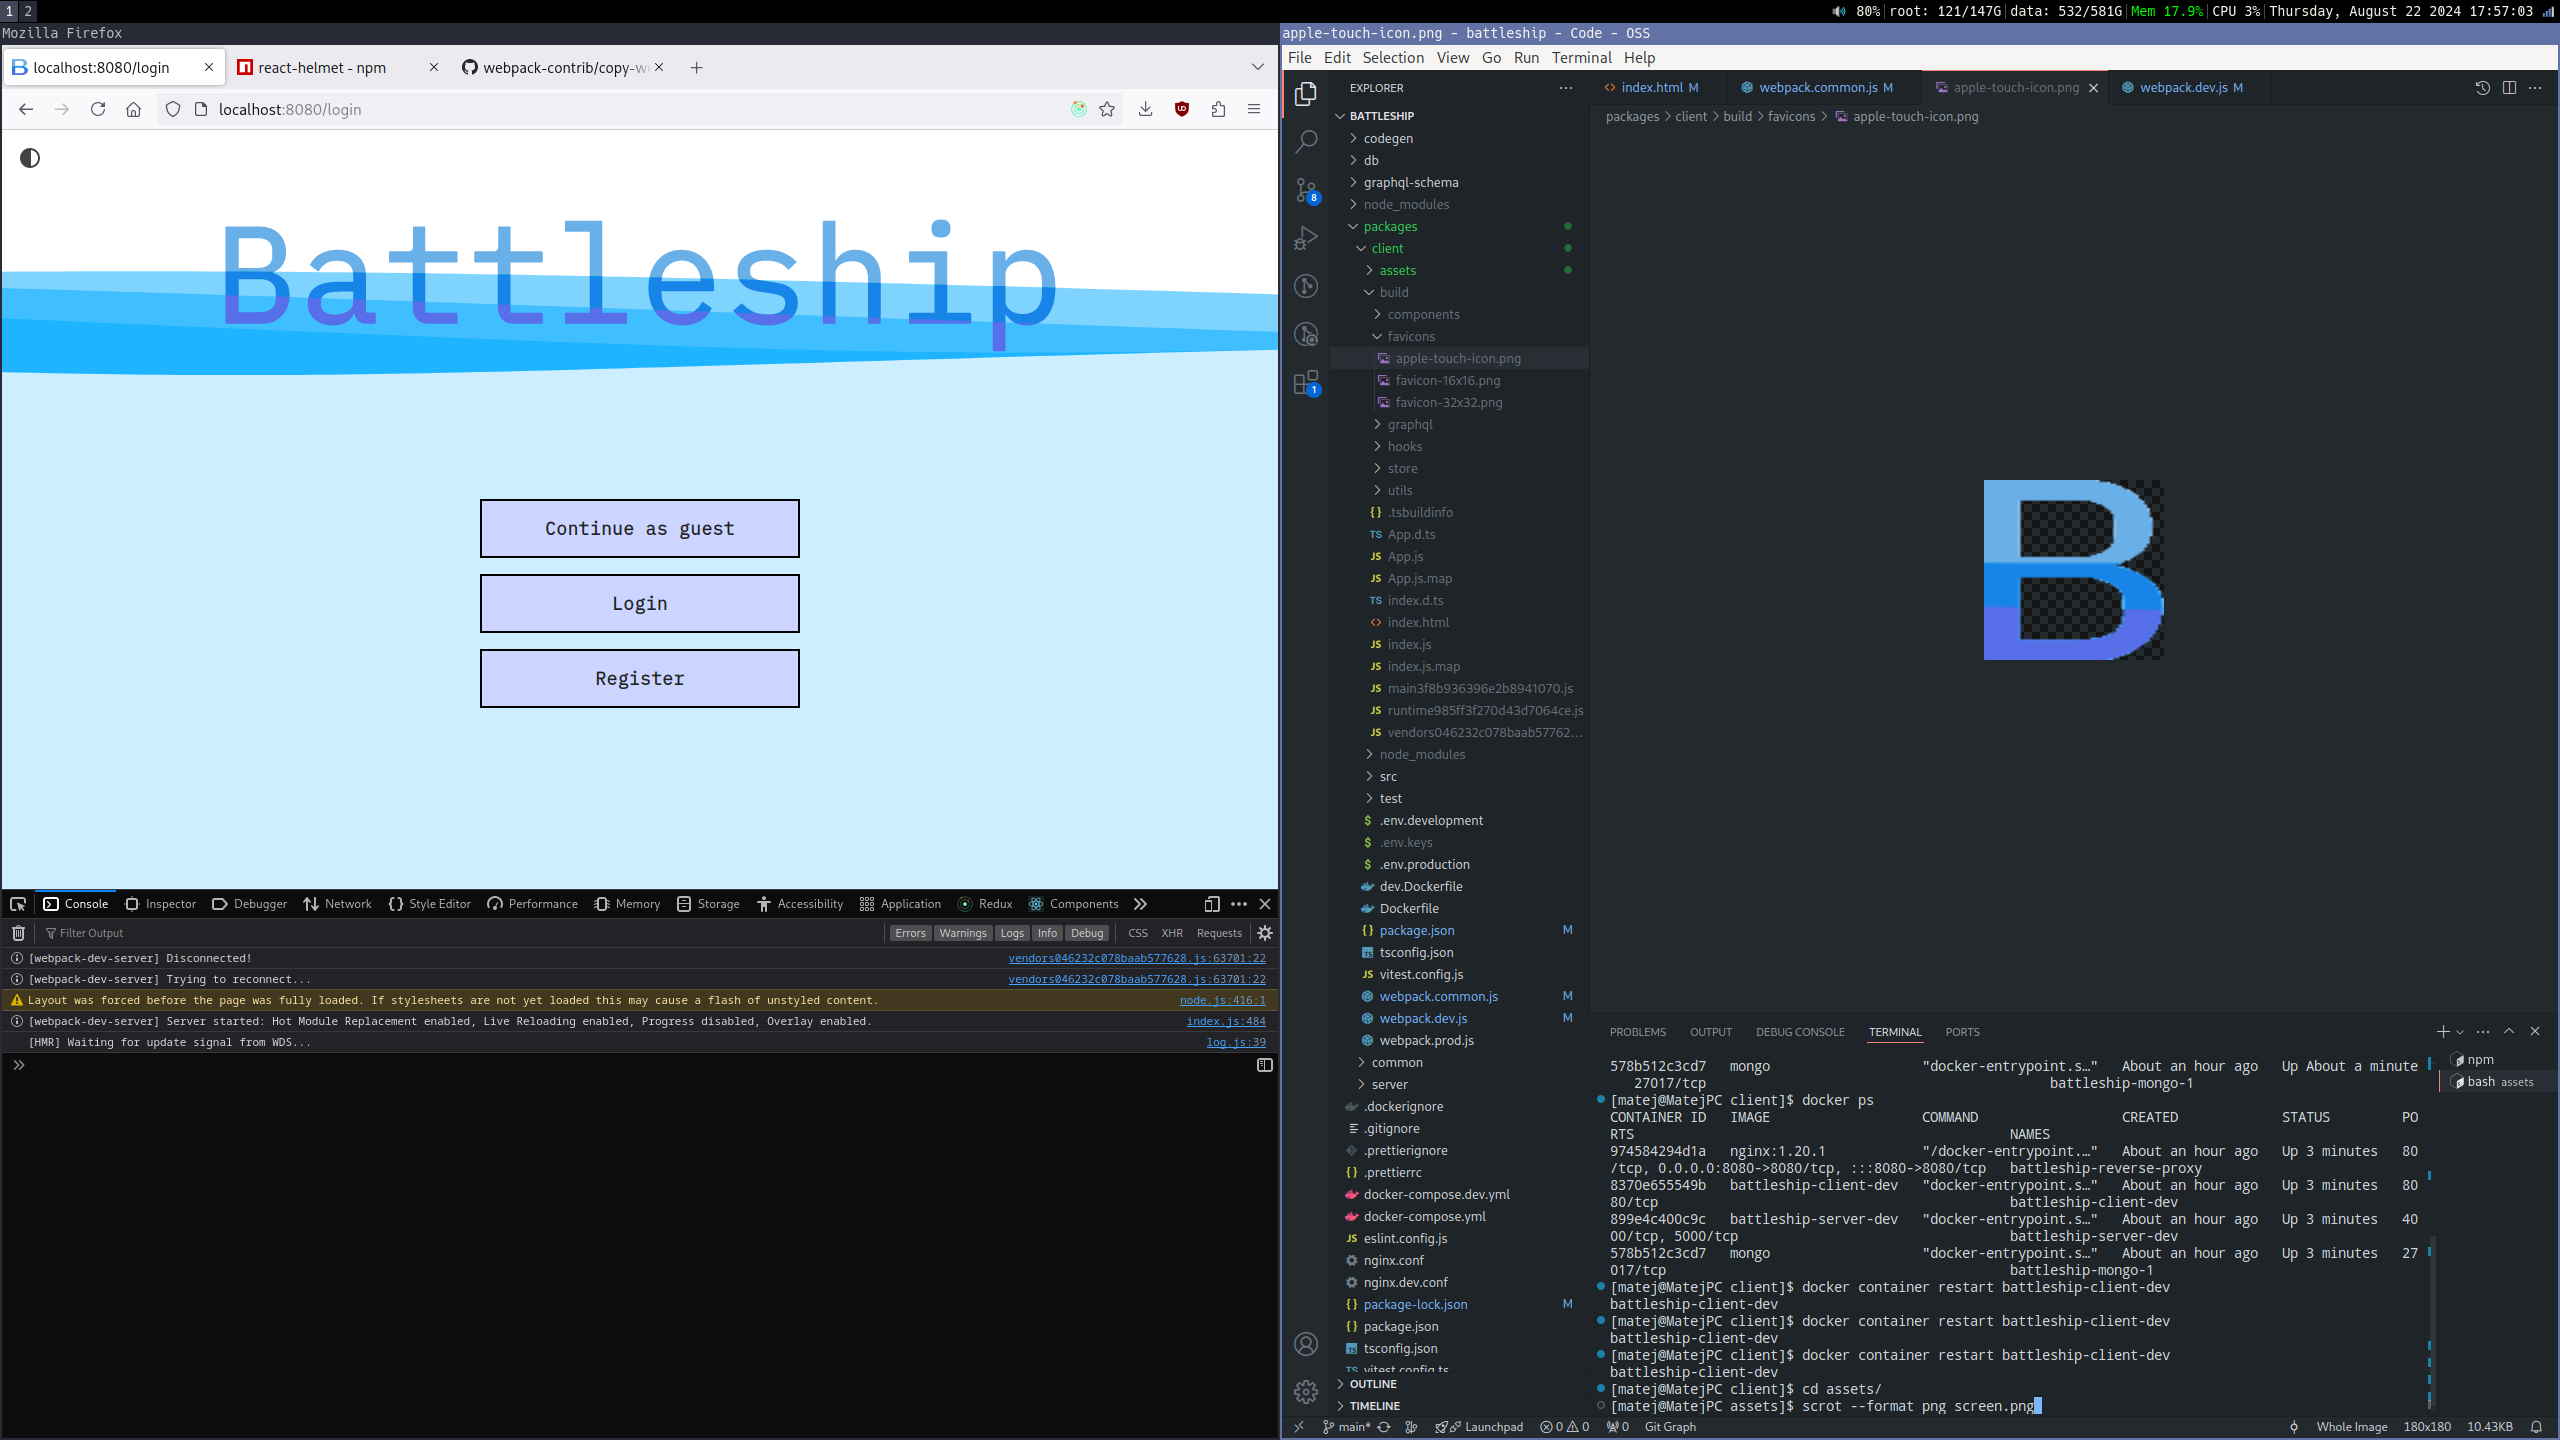 1 2
80% root: 121/147G data: 532/581G Mem 17.9% CPU 3% Thursday, August 22 2024 17:57:03
Mozilla Firefox
localhost:8080/login
react-helmet - npm
webpack-contrib/copy-w
localhost:8080/login
Battleship
Continue as guest
Login
Register
Console Inspector Debugger Network Style Editor Performance Memory Storage Accessibility Application Redux Components
Filter Output
Errors Warnings Logs Info Debug CSS XHR Requests
[webpack-dev-server] Disconnected! vendors046232c078baab577628.js:63701:22
[webpack-dev-server] Trying to reconnect... vendors046232c078baab577628.js:63701:22
Layout was forced before the page was fully loaded. If stylesheets are not yet loaded this may cause a flash of unstyled content. node.js:416:1
[webpack-dev-server] Server started: Hot Module Replacement enabled, Live Reloading enabled, Progress disabled, Overlay enabled. index.js:484
[HMR] Waiting for update signal from WDS... log.js:39
apple-touch-icon.png - battleship - Code - OSS
File Edit Selection View Go Run Terminal Help
8
1
EXPLORER
BATTLESHIP
codegen
db
graphql-schema
node_modules
packages
client
assets
build
components
favicons
apple-touch-icon.png
favicon-16x16.png
favicon-32x32.png
graphql
hooks
store
utils
{} .tsbuildinfo
TS App.d.ts
JS App.js
JS App.js.map
TS index.d.ts
<> index.html
JS index.js
JS index.js.map
JS main3f8b936396e2b8941070.js
JS runtime985ff3f270d43d7064ce.js
JS vendors046232c078baab57762...
node_modules
src
test
$ .env.development
$ .env.keys
$ .env.production
dev.Dockerfile
Dockerfile
{} package.json M
tsconfig.json
JS vitest.config.js
webpack.common.js M
webpack.dev.js M
webpack.prod.js
common
server
.dockerignore
.gitignore
.prettierignore
{} .prettierrc
docker-compose.dev.yml
docker-compose.yml
JS eslint.config.js
nginx.conf
nginx.dev.conf
{} package-lock.json M
{} package.json
tsconfig.json
TS vitest.config.ts
OUTLINE
TIMELINE
<> index.html M
webpack.common.js M
apple-touch-icon.png
webpack.dev.js M
packages > client > build > favicons > apple-touch-icon.png
B
PROBLEMS OUTPUT DEBUG CONSOLE TERMINAL PORTS
npm
bash assets
578b512c3cd7 mongo "docker-entrypoint.s…" About an hour ago Up About a minute
27017/tcp battleship-mongo-1
[matej@MatejPC client]$ docker ps
CONTAINER ID IMAGE COMMAND CREATED STATUS PO
RTS NAMES
974584294d1a nginx:1.20.1 "/docker-entrypoint.…" About an hour ago Up 3 minutes 80
/tcp, 0.0.0.0:8080->8080/tcp, :::8080->8080/tcp battleship-reverse-proxy
8370e655549b battleship-client-dev "docker-entrypoint.s…" About an hour ago Up 3 minutes 80
80/tcp battleship-client-dev
899e4c400c9c battleship-server-dev "docker-entrypoint.s…" About an hour ago Up 3 minutes 40
00/tcp, 5000/tcp battleship-server-dev
578b512c3cd7 mongo "docker-entrypoint.s…" About an hour ago Up 3 minutes 27
017/tcp battleship-mongo-1
[matej@MatejPC client]$ docker container restart battleship-client-dev
battleship-client-dev
[matej@MatejPC client]$ docker container restart battleship-client-dev
battleship-client-dev
[matej@MatejPC client]$ docker container restart battleship-client-dev
battleship-client-dev
[matej@MatejPC client]$ cd assets/
[matej@MatejPC assets]$ scrot --format png screen.png
main* Launchpad 0 0 0 Git Graph Whole Image 180x180 10.43KB